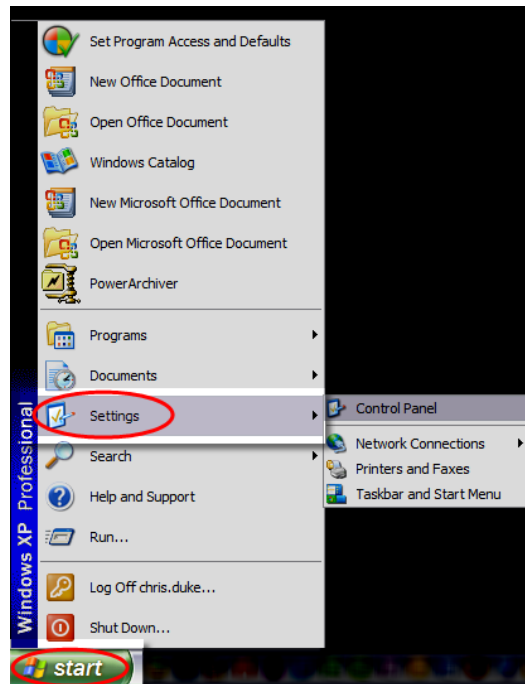 Set Program Access and Defaults
New Office Document
Open Office Document
Windows Catalog
New Microsoft Office Document
Open Microsoft Office Document
PowerArchiver
Programs
Documents
Settings
Search
Help and Support
Run...
Log Off chris.duke...
Shut Down...
Control Panel
Network Connections
Printers and Faxes
Taskbar and Start Menu
Windows XP Professional
start